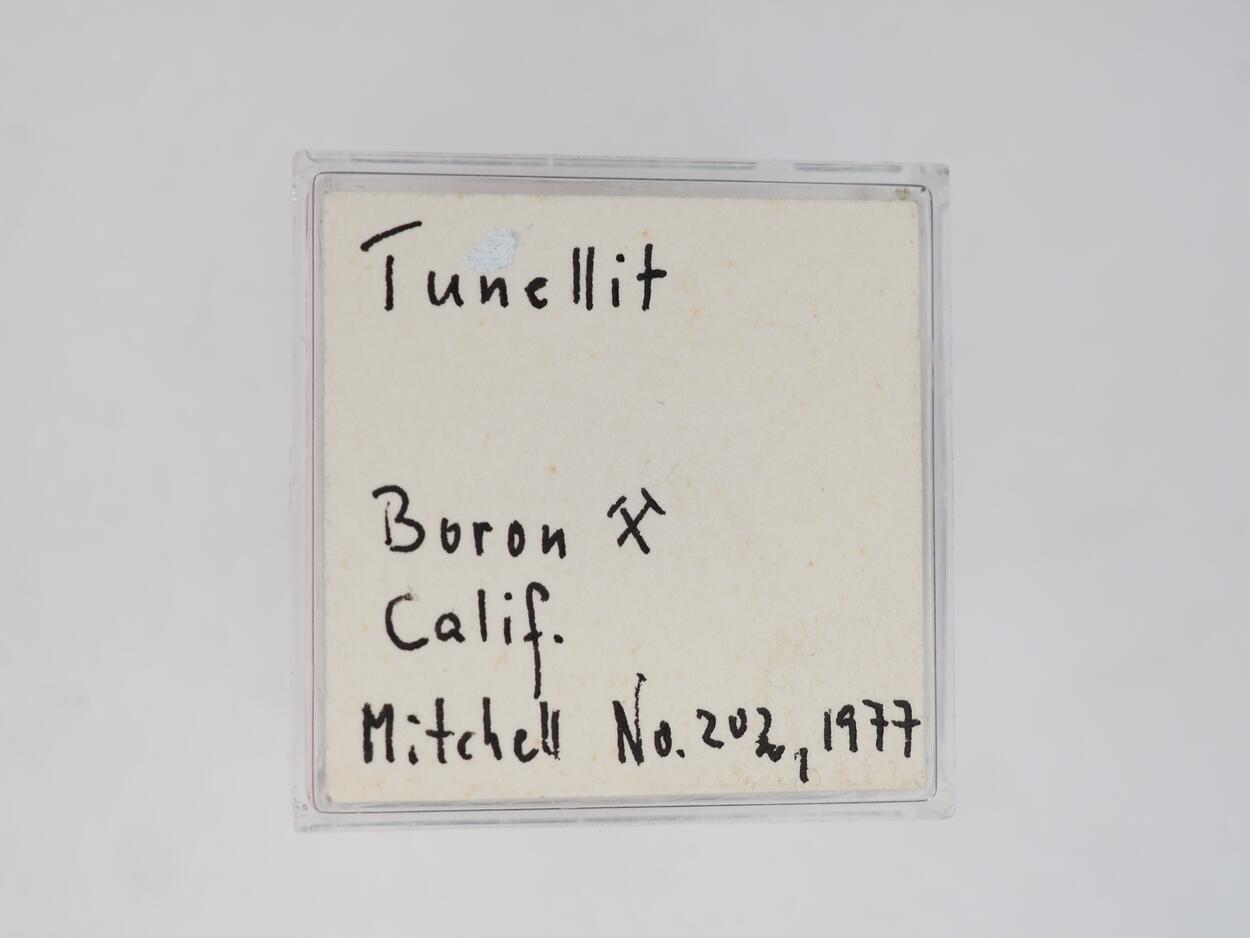 Tunellit
Boron ⚒
Calif.
Mitchell No. 202, 1977